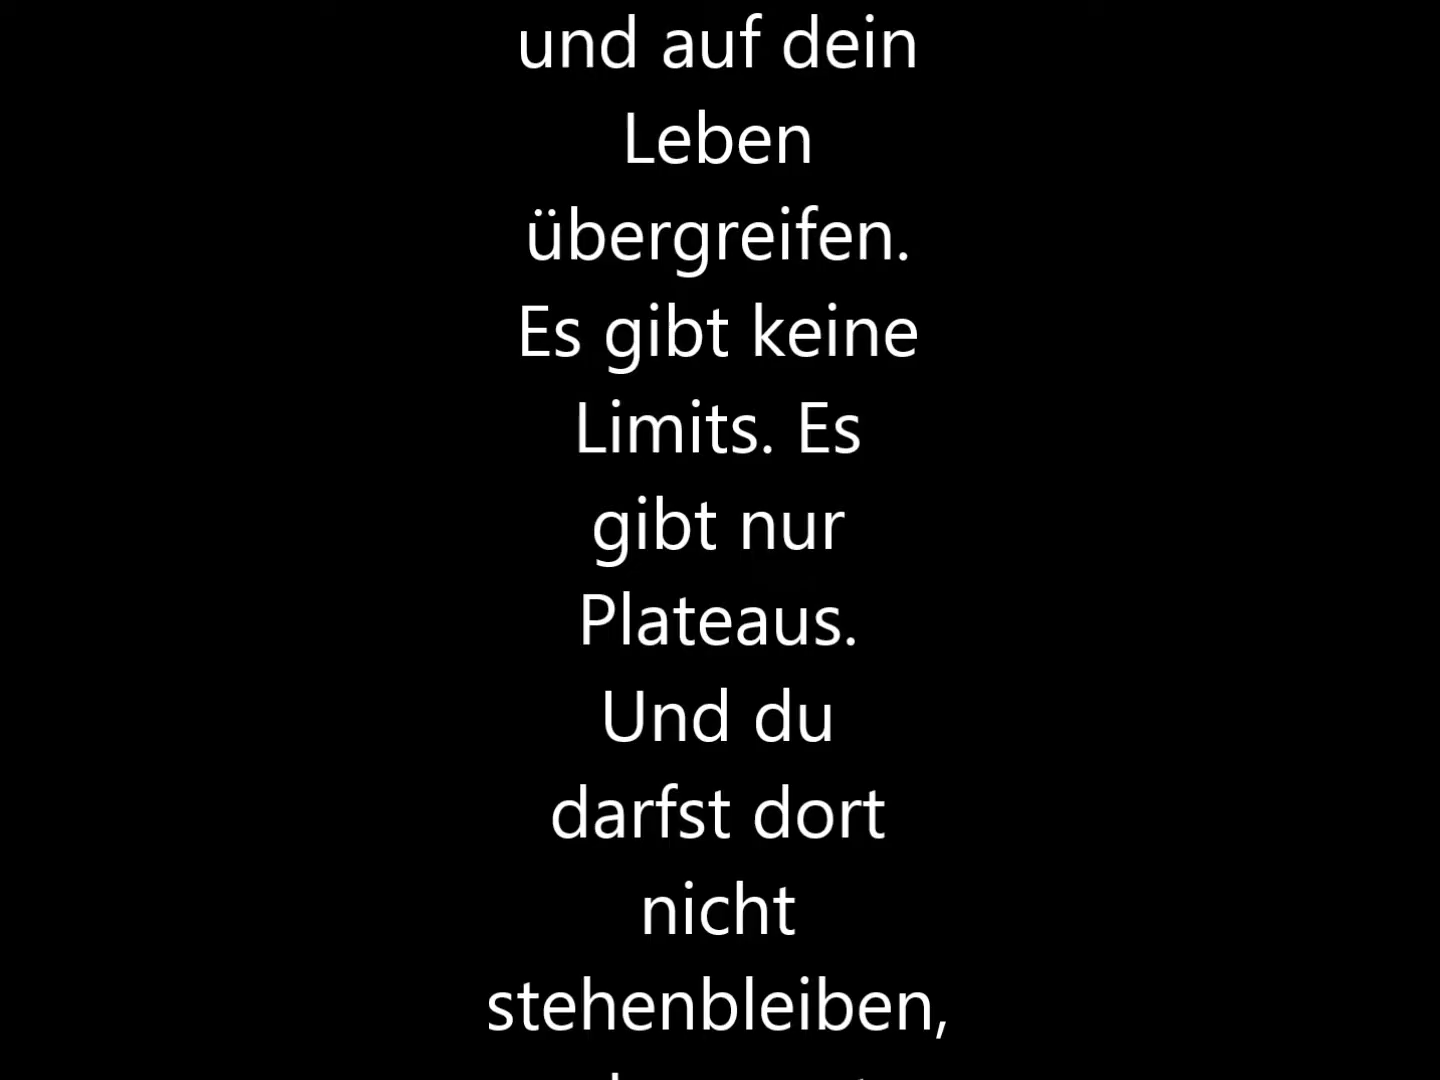 und auf dein
Leben
übergreifen.
Es gibt keine
Limits. Es
gibt nur
Plateaus.
Und du
darfst dort
nicht
stehenbleiben,